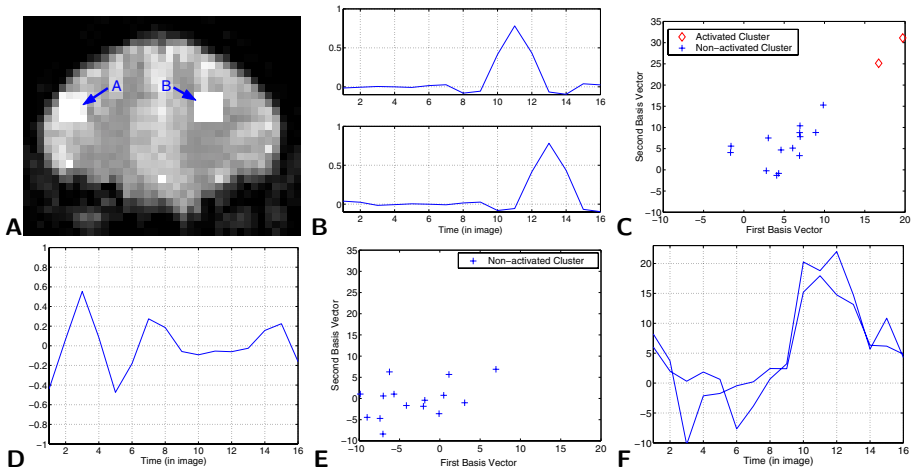 A
B
A
1
0.5
0
2 4 6 8 10 12 14 16
1
0.5
0
2 4 6 8 10 12 14 16
Time (in image)
B
35
30
25
20
15
10
5
0
−5
−10
−10 −5 0 5 10 15 20
Second Basis Vector
First Basis Vector
Activated Cluster
Non−activated Cluster
C
1
0.8
0.6
0.4
0.2
0
−0.2
−0.4
−0.6
−0.8
−1
2 4 6 8 10 12 14 16
Time (in image)
D
35
30
25
20
15
10
5
0
−5
−10
−10 −5 0 5 10 15 20
Second Basis Vector
First Basis Vector
Non−activated Cluster
E
20
15
10
5
0
−5
−10
2 4 6 8 10 12 14 16
Time (in image)
F